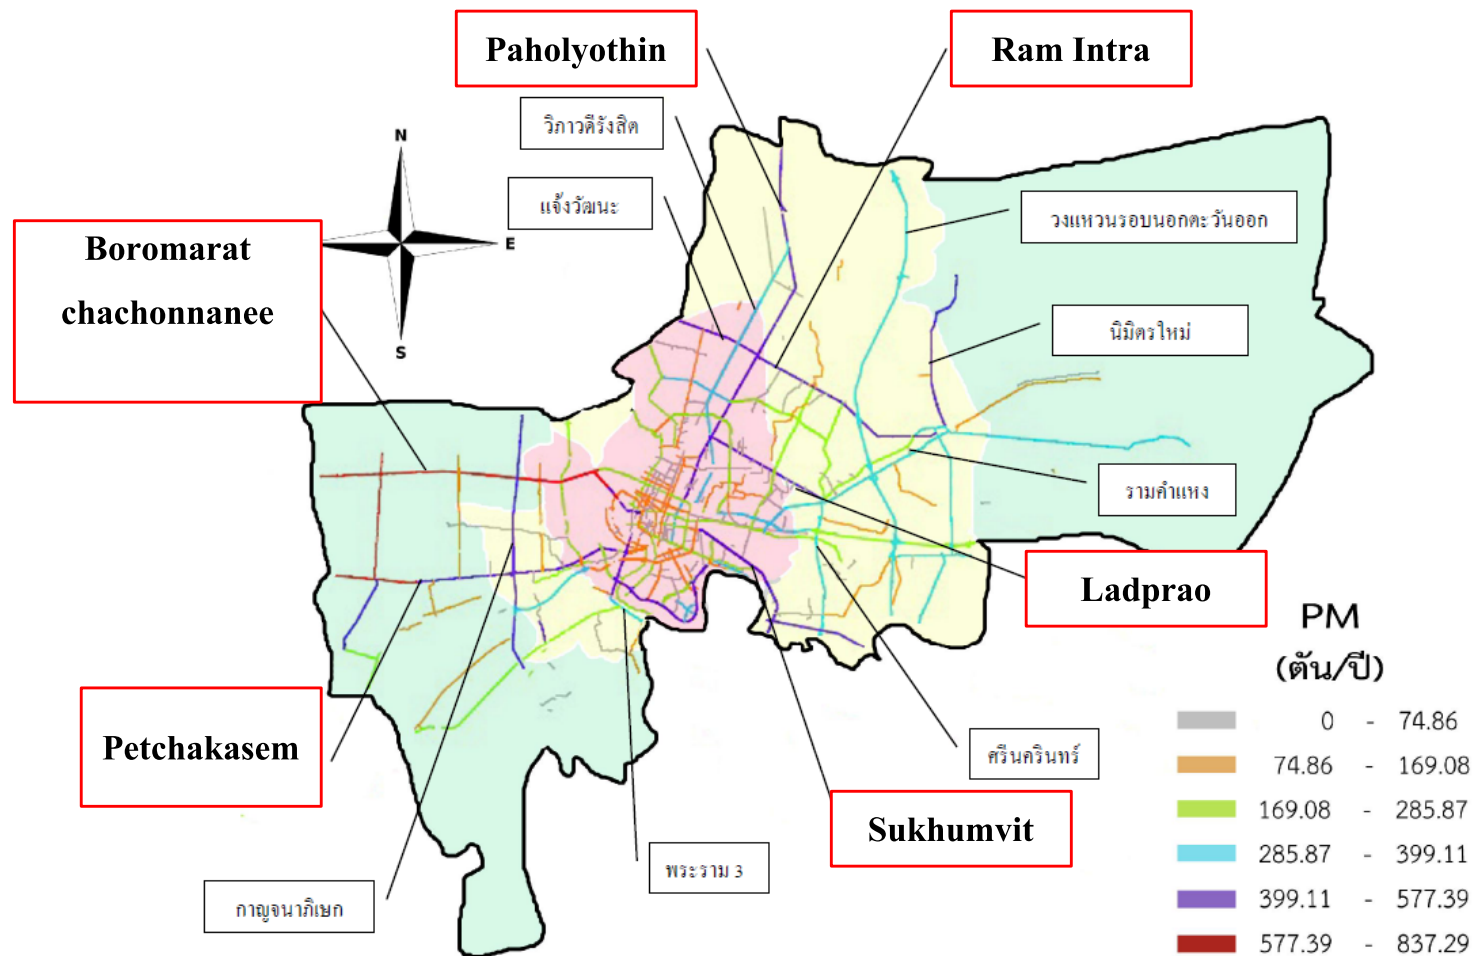 Paholyothin
Ram Intra
วิภาวดีรังสิต
N
แจ้งวัฒนะ
วงแหวนรอบนอกตะวันออก
Boromarat
chachonnanee
E
นิมิตรใหม่
S
รามคำแหง
Ladprao
PM
(ตัน/ปี)
Petchakasem
ศรีนครินทร์
Sukhumvit
พระราม 3
กาญจนาภิเษก
0 - 74.86
74.86 - 169.08
169.08 - 285.87
285.87 - 399.11
399.11 - 577.39
577.39 - 837.29